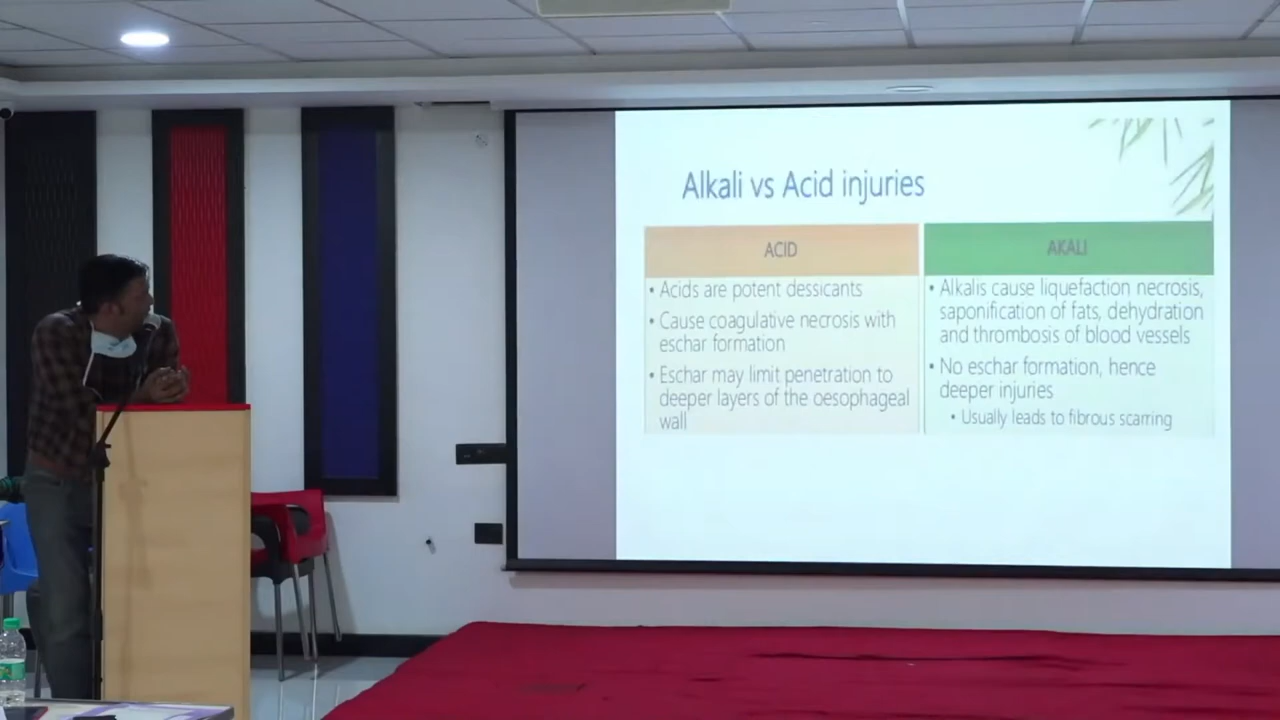 Alkali vs Acid injuries
ACID
• Acids are potent dessicants
• Cause coagulative necrosis with
eschar formation
• Eschar may limit penetration to
deeper layers of the oesophageal
wall
AKALI
• Alkalis cause liquefaction necrosis,
saponification of fats, dehydration
and thrombosis of blood vessels
• No eschar formation, hence
deeper injuries
• Usually leads to fibrous scarring